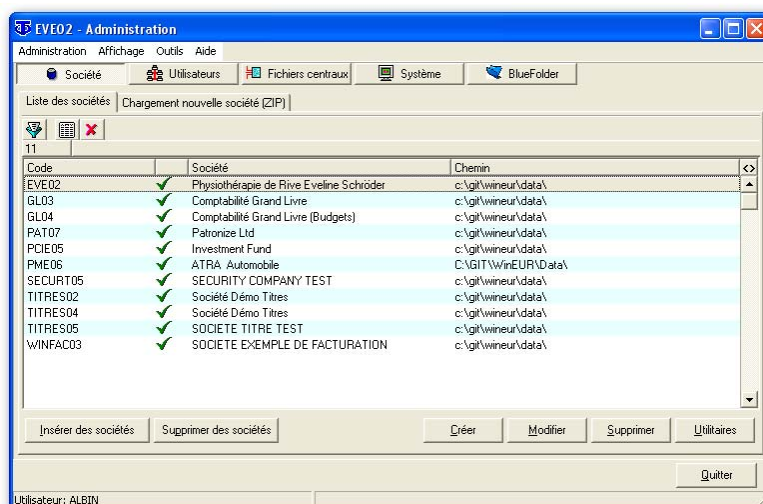 EVE02 - Administration
Administration Affichage Outils Aide
Société Utilisateurs Fichiers centraux Système BlueFolder
Liste des sociétés Chargement nouvelle société (ZIP)
11
Code Société Chemin <>
EVE02 Physiothérapie de Rive Eveline Schröder c:\git\wineur\data\
GL03 Comptabilité Grand Livre c:\git\wineur\data\
GL04 Comptabilité Grand Livre (Budgets) c:\git\wineur\data\
PAT07 Patronize Ltd c:\git\wineur\data\
PCIE05 Investment Fund c:\git\wineur\data\
PME06 ATRA Automobile C:\GIT\WinEUR\Data\
SECURT05 SECURITY COMPANY TEST c:\git\wineur\data\
TITRES02 Société Démo Titres c:\git\wineur\data\
TITRES04 Société Démo Titres c:\git\wineur\data\
TITRES05 SOCIETE TITRE TEST c:\git\wineur\data\
WINFAC03 SOCIETE EXEMPLE DE FACTURATION c:\git\wineur\data\
Insérer des sociétés Supprimer des sociétés Créer Modifier Supprimer Utilitaires
Quitter
Utilisateur: ALBIN